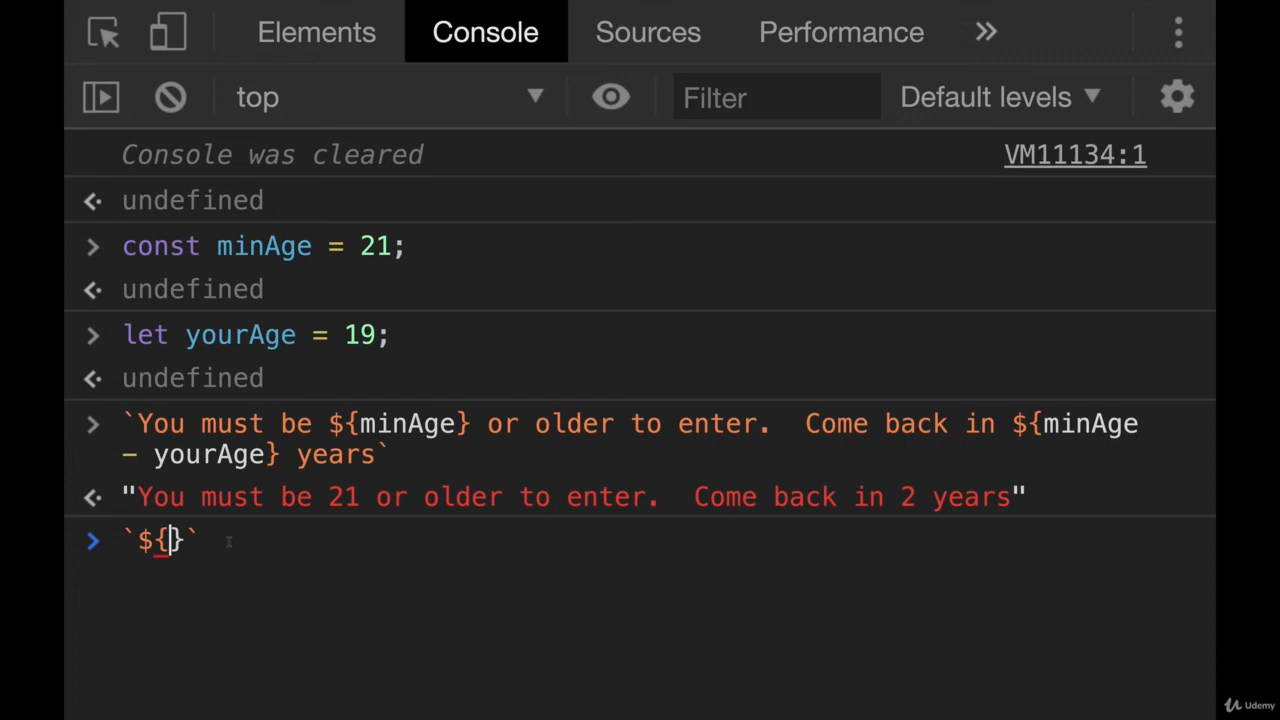 Elements Console Sources Performance »
top Filter Default levels
Console was cleared VM11134:1
undefined
const minAge = 21;
undefined
let yourAge = 19;
undefined
`You must be ${minAge} or older to enter.  Come back in ${minAge
- yourAge} years`
"You must be 21 or older to enter.  Come back in 2 years"
`${}`
Udemy